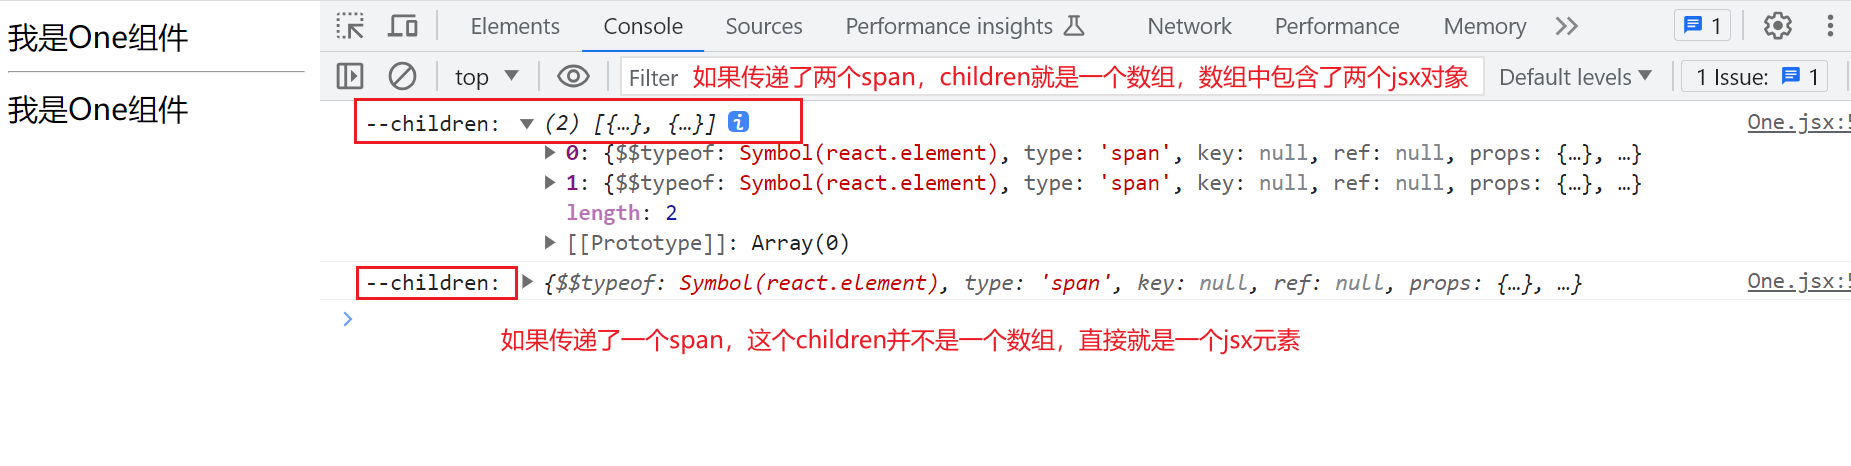 我是One组件
我是One组件
Elements Console Sources Performance insights Network Performance Memory 1
top Filter 如果传递了两个span，children就是一个数组，数组中包含了两个jsx对象 Default levels 1 Issue: 1
--children: (2) [{…}, {…}] i One.jsx:5
0: {$$typeof: Symbol(react.element), type: 'span', key: null, ref: null, props: {…}, …}
1: {$$typeof: Symbol(react.element), type: 'span', key: null, ref: null, props: {…}, …}
length: 2
[[Prototype]]: Array(0)
--children: {$$typeof: Symbol(react.element), type: 'span', key: null, ref: null, props: {…}, …} One.jsx:5
如果传递了一个span，这个children并不是一个数组，直接就是一个jsx元素